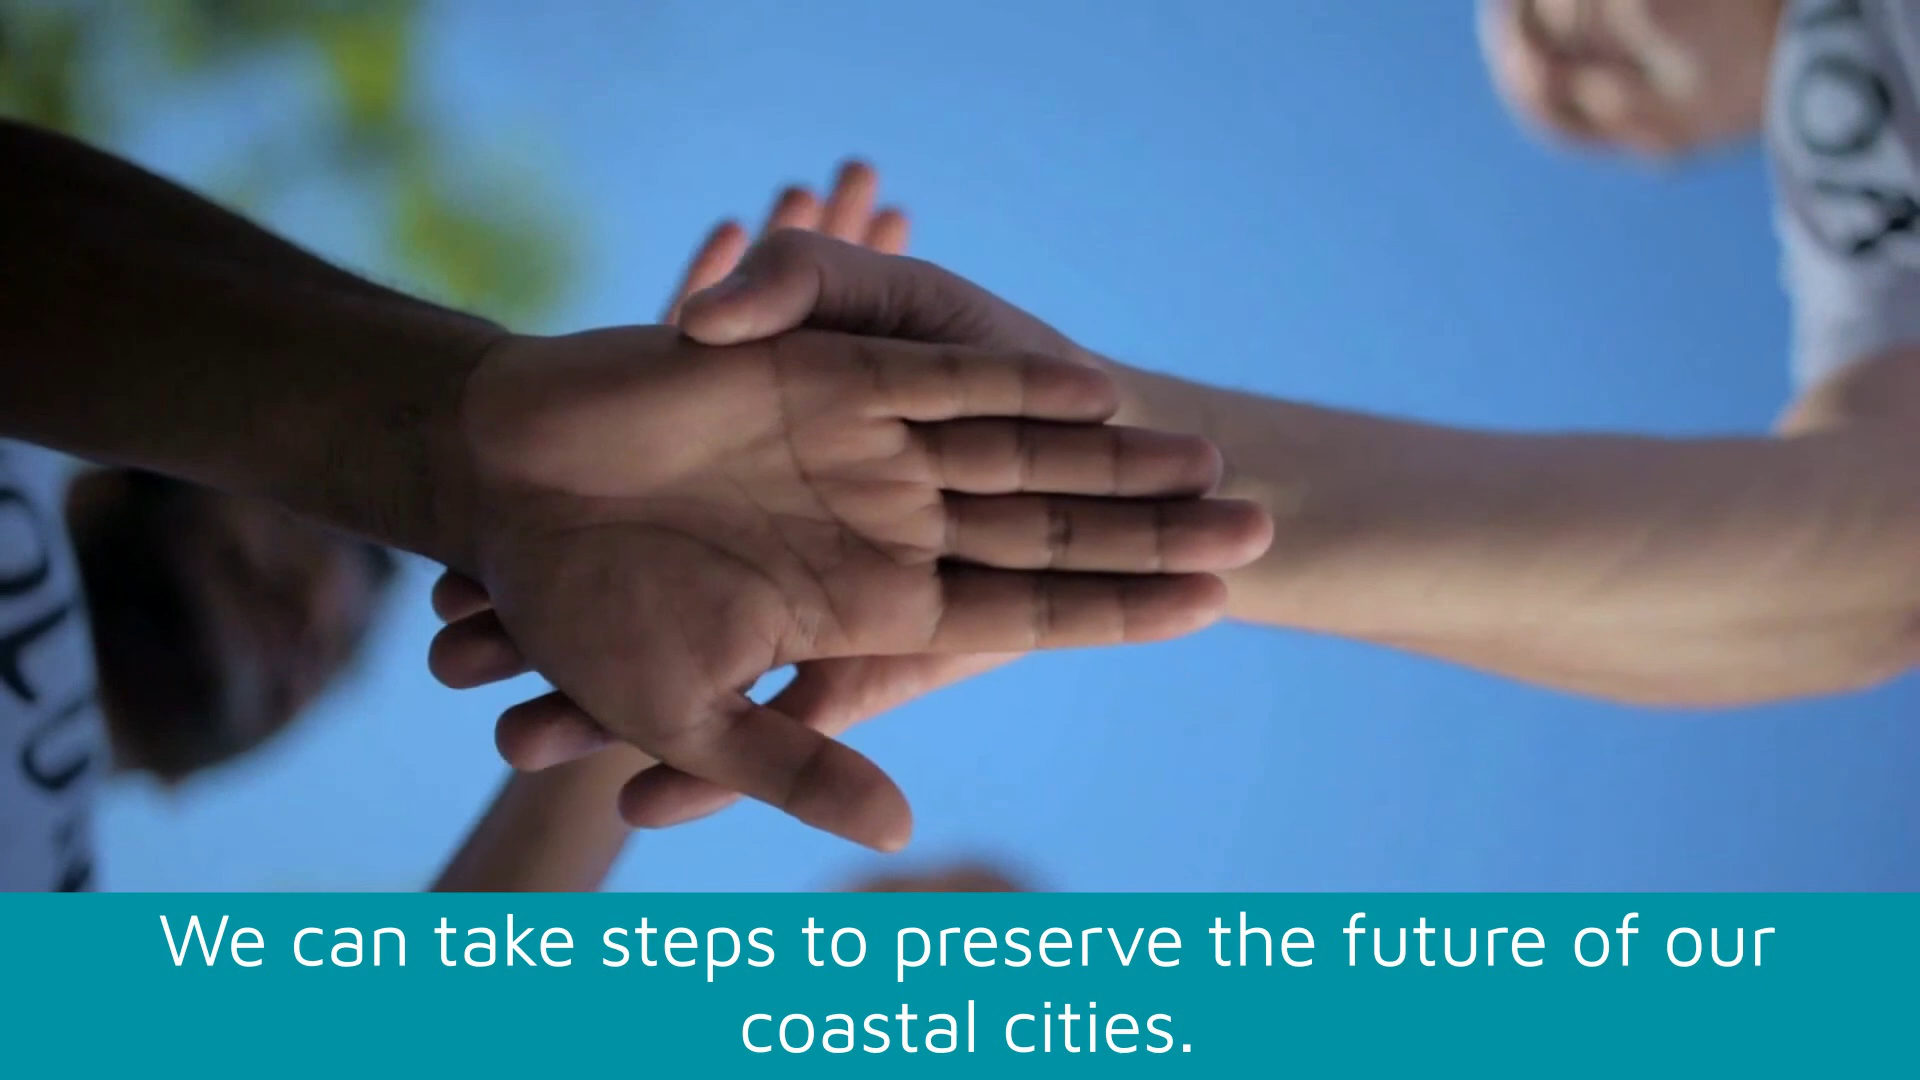 We can take steps to preserve the future of our
coastal cities.